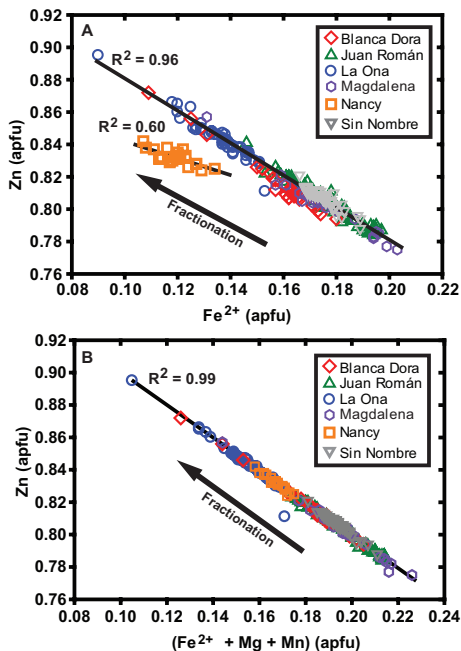 A
R² = 0.96
R² = 0.60
Blanca Dora
Juan Román
La Ona
Magdalena
Nancy
Sin Nombre
Fractionation
Zn (apfu)
0.92
0.90
0.88
0.86
0.84
0.82
0.80
0.78
0.76
0.08 0.10 0.12 0.14 0.16 0.18 0.20 0.22
Fe²⁺ (apfu)
B
R² = 0.99
Blanca Dora
Juan Román
La Ona
Magdalena
Nancy
Sin Nombre
Fractionation
Zn (apfu)
0.92
0.90
0.88
0.86
0.84
0.82
0.80
0.78
0.76
0.08 0.10 0.12 0.14 0.16 0.18 0.20 0.22 0.24
(Fe²⁺ + Mg + Mn) (apfu)